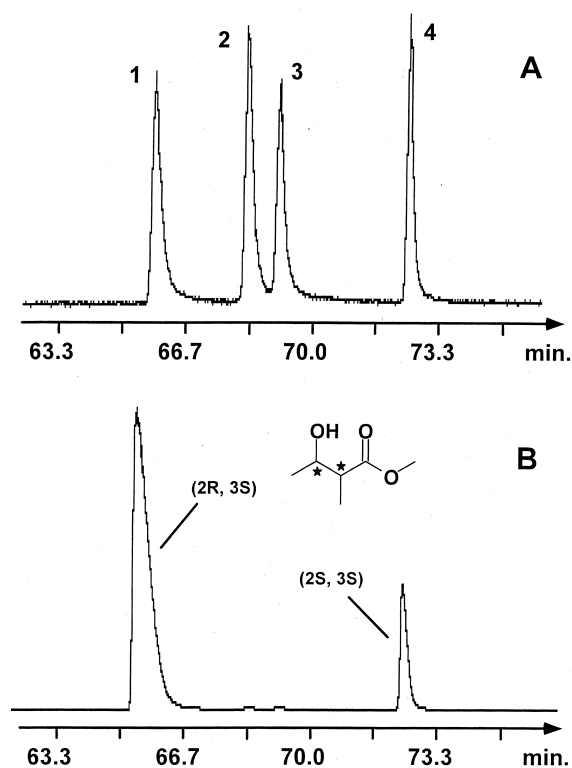 1
2
3
4
A
63.3 66.7 70.0 73.3 min.
OH O
O
B
(2R, 3S)
(2S, 3S)
63.3 66.7 70.0 73.3 min.